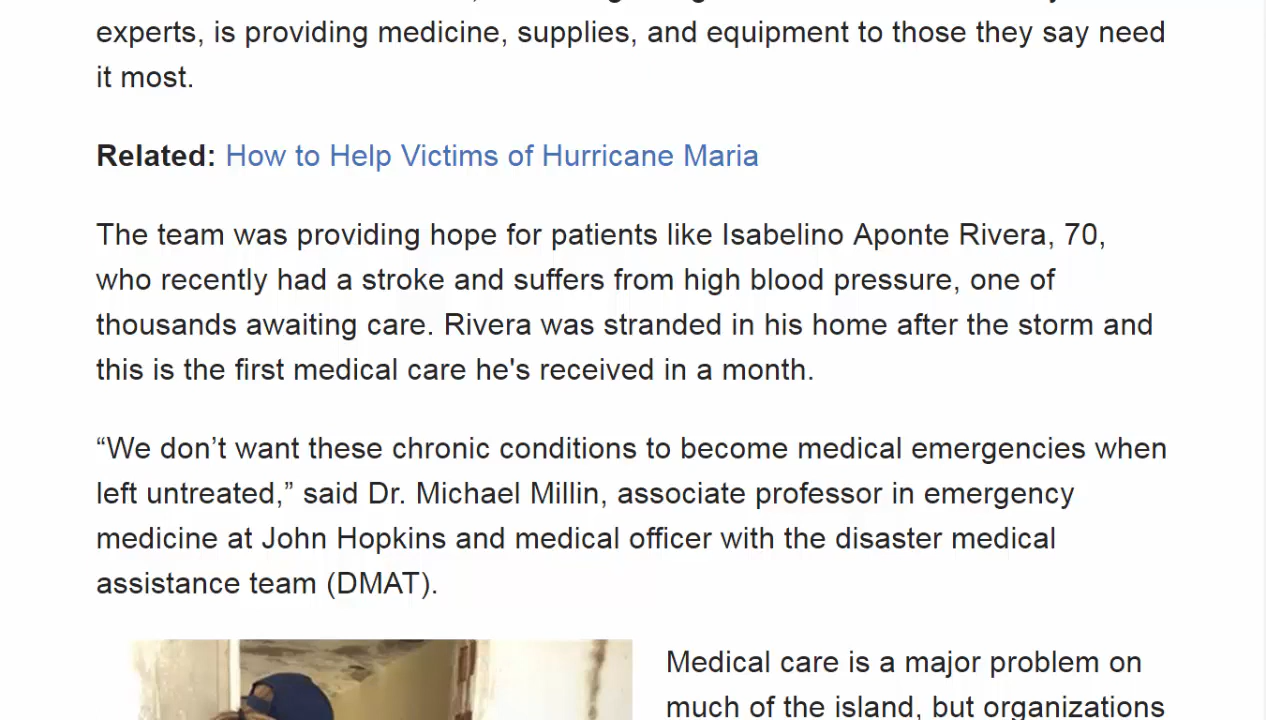 experts, is providing medicine, supplies, and equipment to those they say need
it most.
Related: How to Help Victims of Hurricane Maria
The team was providing hope for patients like Isabelino Aponte Rivera, 70,
who recently had a stroke and suffers from high blood pressure, one of
thousands awaiting care. Rivera was stranded in his home after the storm and
this is the first medical care he's received in a month.
“We don’t want these chronic conditions to become medical emergencies when
left untreated,” said Dr. Michael Millin, associate professor in emergency
medicine at John Hopkins and medical officer with the disaster medical
assistance team (DMAT).
Medical care is a major problem on
much of the island, but organizations